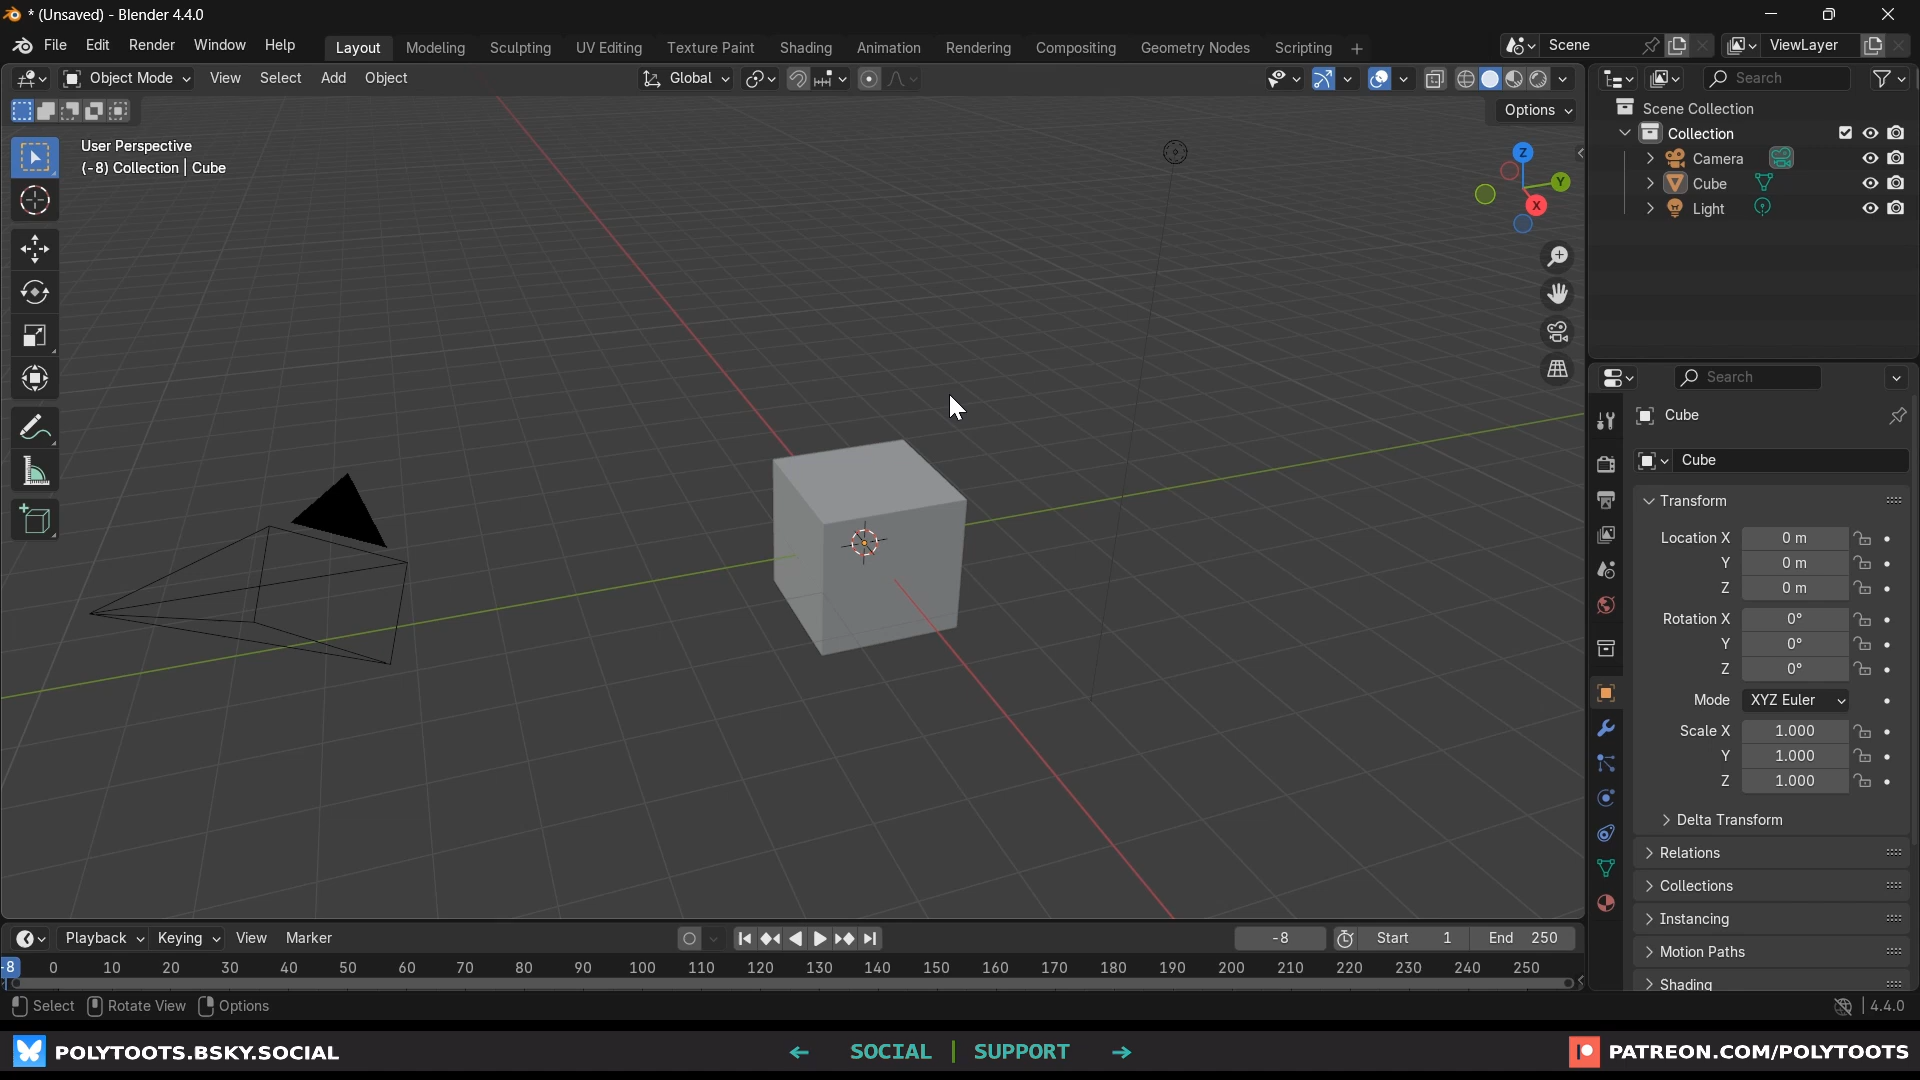 * (Unsaved) - Blender 4.4.0
File Edit Render Window Help Layout Modeling Sculpting UV Editing Texture Paint Shading Animation Rendering Compositing Geometry Nodes Scripting + Scene ViewLayer
Object Mode View Select Add Object Global Search
Options
User Perspective
(-8) Collection | Cube
Z
Y
X
Scene Collection
Collection
Camera
Cube
Light
Search
Cube
Cube
Transform
Location X 0 m
Y 0 m
Z 0 m
Rotation X 0°
Y 0°
Z 0°
Mode XYZ Euler
Scale X 1.000
Y 1.000
Z 1.000
Delta Transform
Relations
Collections
Instancing
Motion Paths
Shading
Playback Keying View Marker -8 Start 1 End 250
-8 0 10 20 30 40 50 60 70 80 90 100 110 120 130 140 150 160 170 180 190 200 210 220 230 240 250
Select Rotate View Options 4.4.0
POLYTOOTS.BSKY.SOCIAL ← SOCIAL | SUPPORT → PATREON.COM/POLYTOOTS